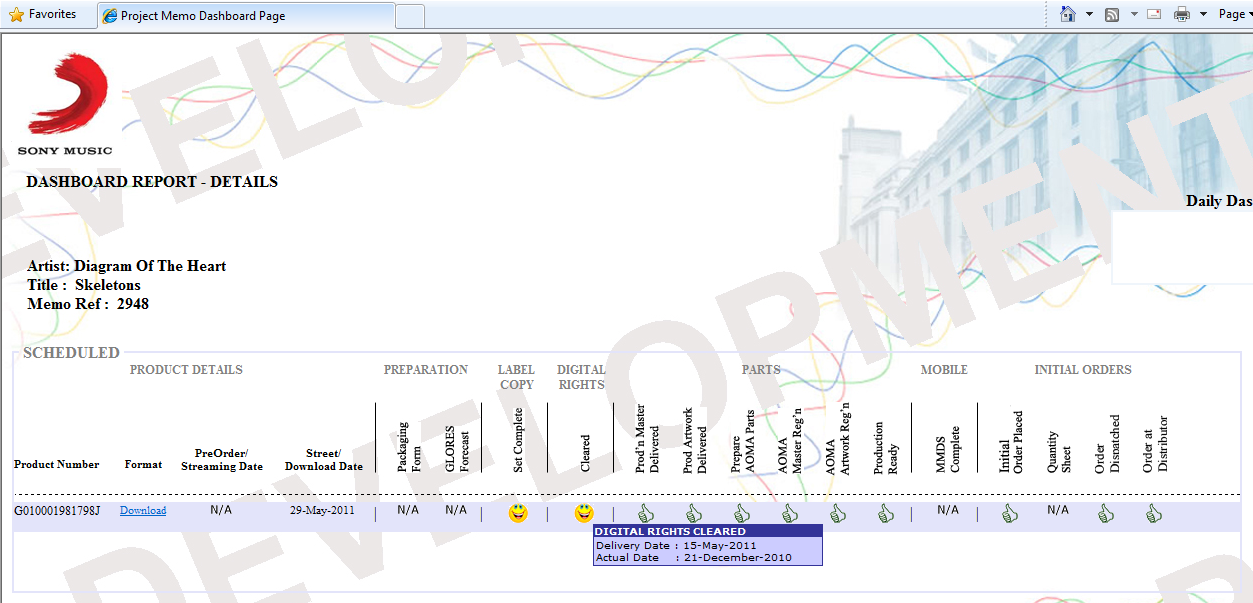 Favorites
Project Memo Dashboard Page
Page
SONY MUSIC
DASHBOARD REPORT - DETAILS
Daily Das
Artist: Diagram Of The Heart
Title : Skeletons
Memo Ref : 2948
SCHEDULED
PRODUCT DETAILS PREPARATION LABEL COPY DIGITAL RIGHTS PARTS MOBILE INITIAL ORDERS
Product Number Format PreOrder/ Streaming Date Street/ Download Date Packaging Form GLORES Forecast Set Complete Cleared Prod'n Master Delivered Prod Artwork Delivered Prepare AOMA Parts AOMA Master Reg'n AOMA Artwork Reg'n Production Ready MMDS Complete Initial Order Placed Quantity Sheet Order Dispatched Order at Distributor
G010001981798J Download N/A 29-May-2011 N/A N/A N/A N/A
DIGITAL RIGHTS CLEARED
Delivery Date : 15-May-2011
Actual Date : 21-December-2010
DEVELOPMENT
DEVELOPMENT